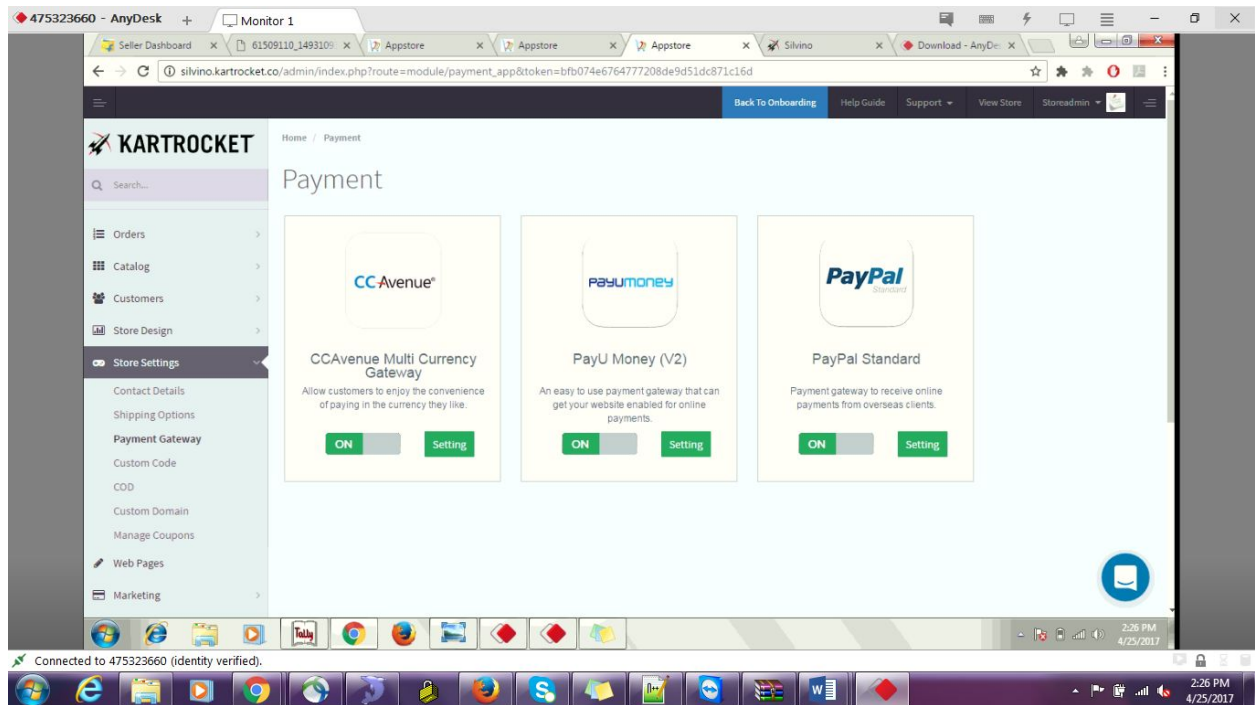 475323660 - AnyDesk
Monitor 1
Seller Dashboard
61509110_1493109
Appstore
Appstore
Appstore
Silvino
Download - AnyDe
silvino.kartrocket.co/admin/index.php?route=module/payment_app&token=bfb074e6764777208de9d51dc871c16d
Back To Onboarding
Help Guide
Support
View Store
Storeadmin
KARTROCKET
Home / Payment
Search...
Payment
Orders
Catalog
Customers
Store Design
Store Settings
Contact Details
Shipping Options
Payment Gateway
Custom Code
COD
Custom Domain
Manage Coupons
Web Pages
Marketing
CCAvenue®
CCAvenue Multi Currency
Gateway
Allow customers to enjoy the convenience
of paying in the currency they like.
ON
Setting
PayUmoney
PayU Money (V2)
An easy to use payment gateway that can
get your website enabled for online
payments.
ON
Setting
PayPal
Standard
PayPal Standard
Payment gateway to receive online
payments from overseas clients.
ON
Setting
Tally
2:26 PM
4/25/2017
Connected to 475323660 (identity verified).
2:26 PM
4/25/2017